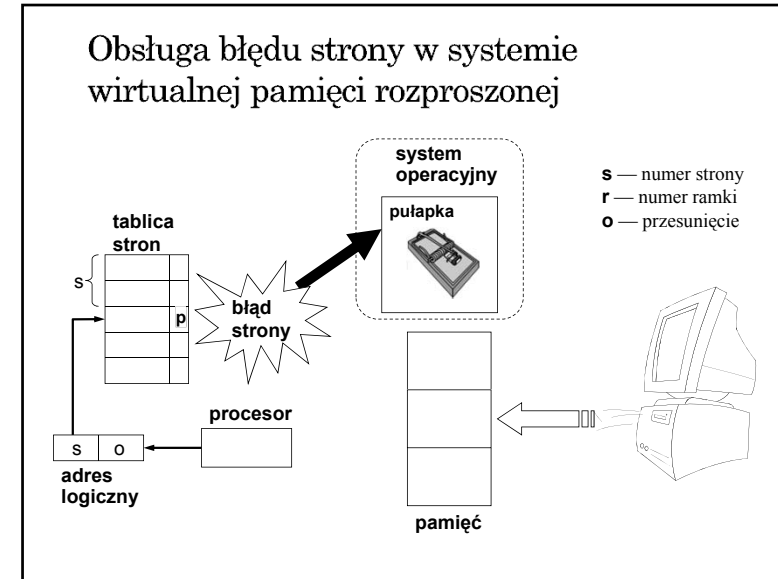 Obsługa błędu strony w systemie
wirtualnej pamięci rozproszonej
system
operacyjny
pułapka
s — numer strony
r — numer ramki
o — przesunięcie
tablica
stron
s
p
błąd
strony
procesor
s o
adres
logiczny
pamięć